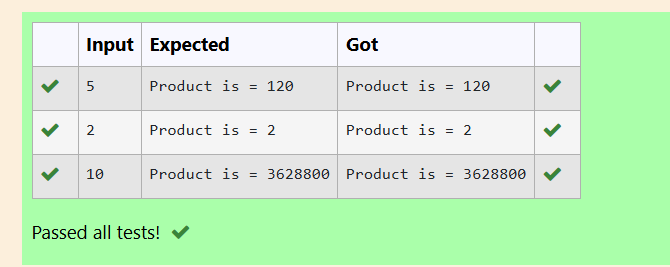 Input Expected Got
5 Product is = 120 Product is = 120
2 Product is = 2 Product is = 2
10 Product is = 3628800 Product is = 3628800
Passed all tests!